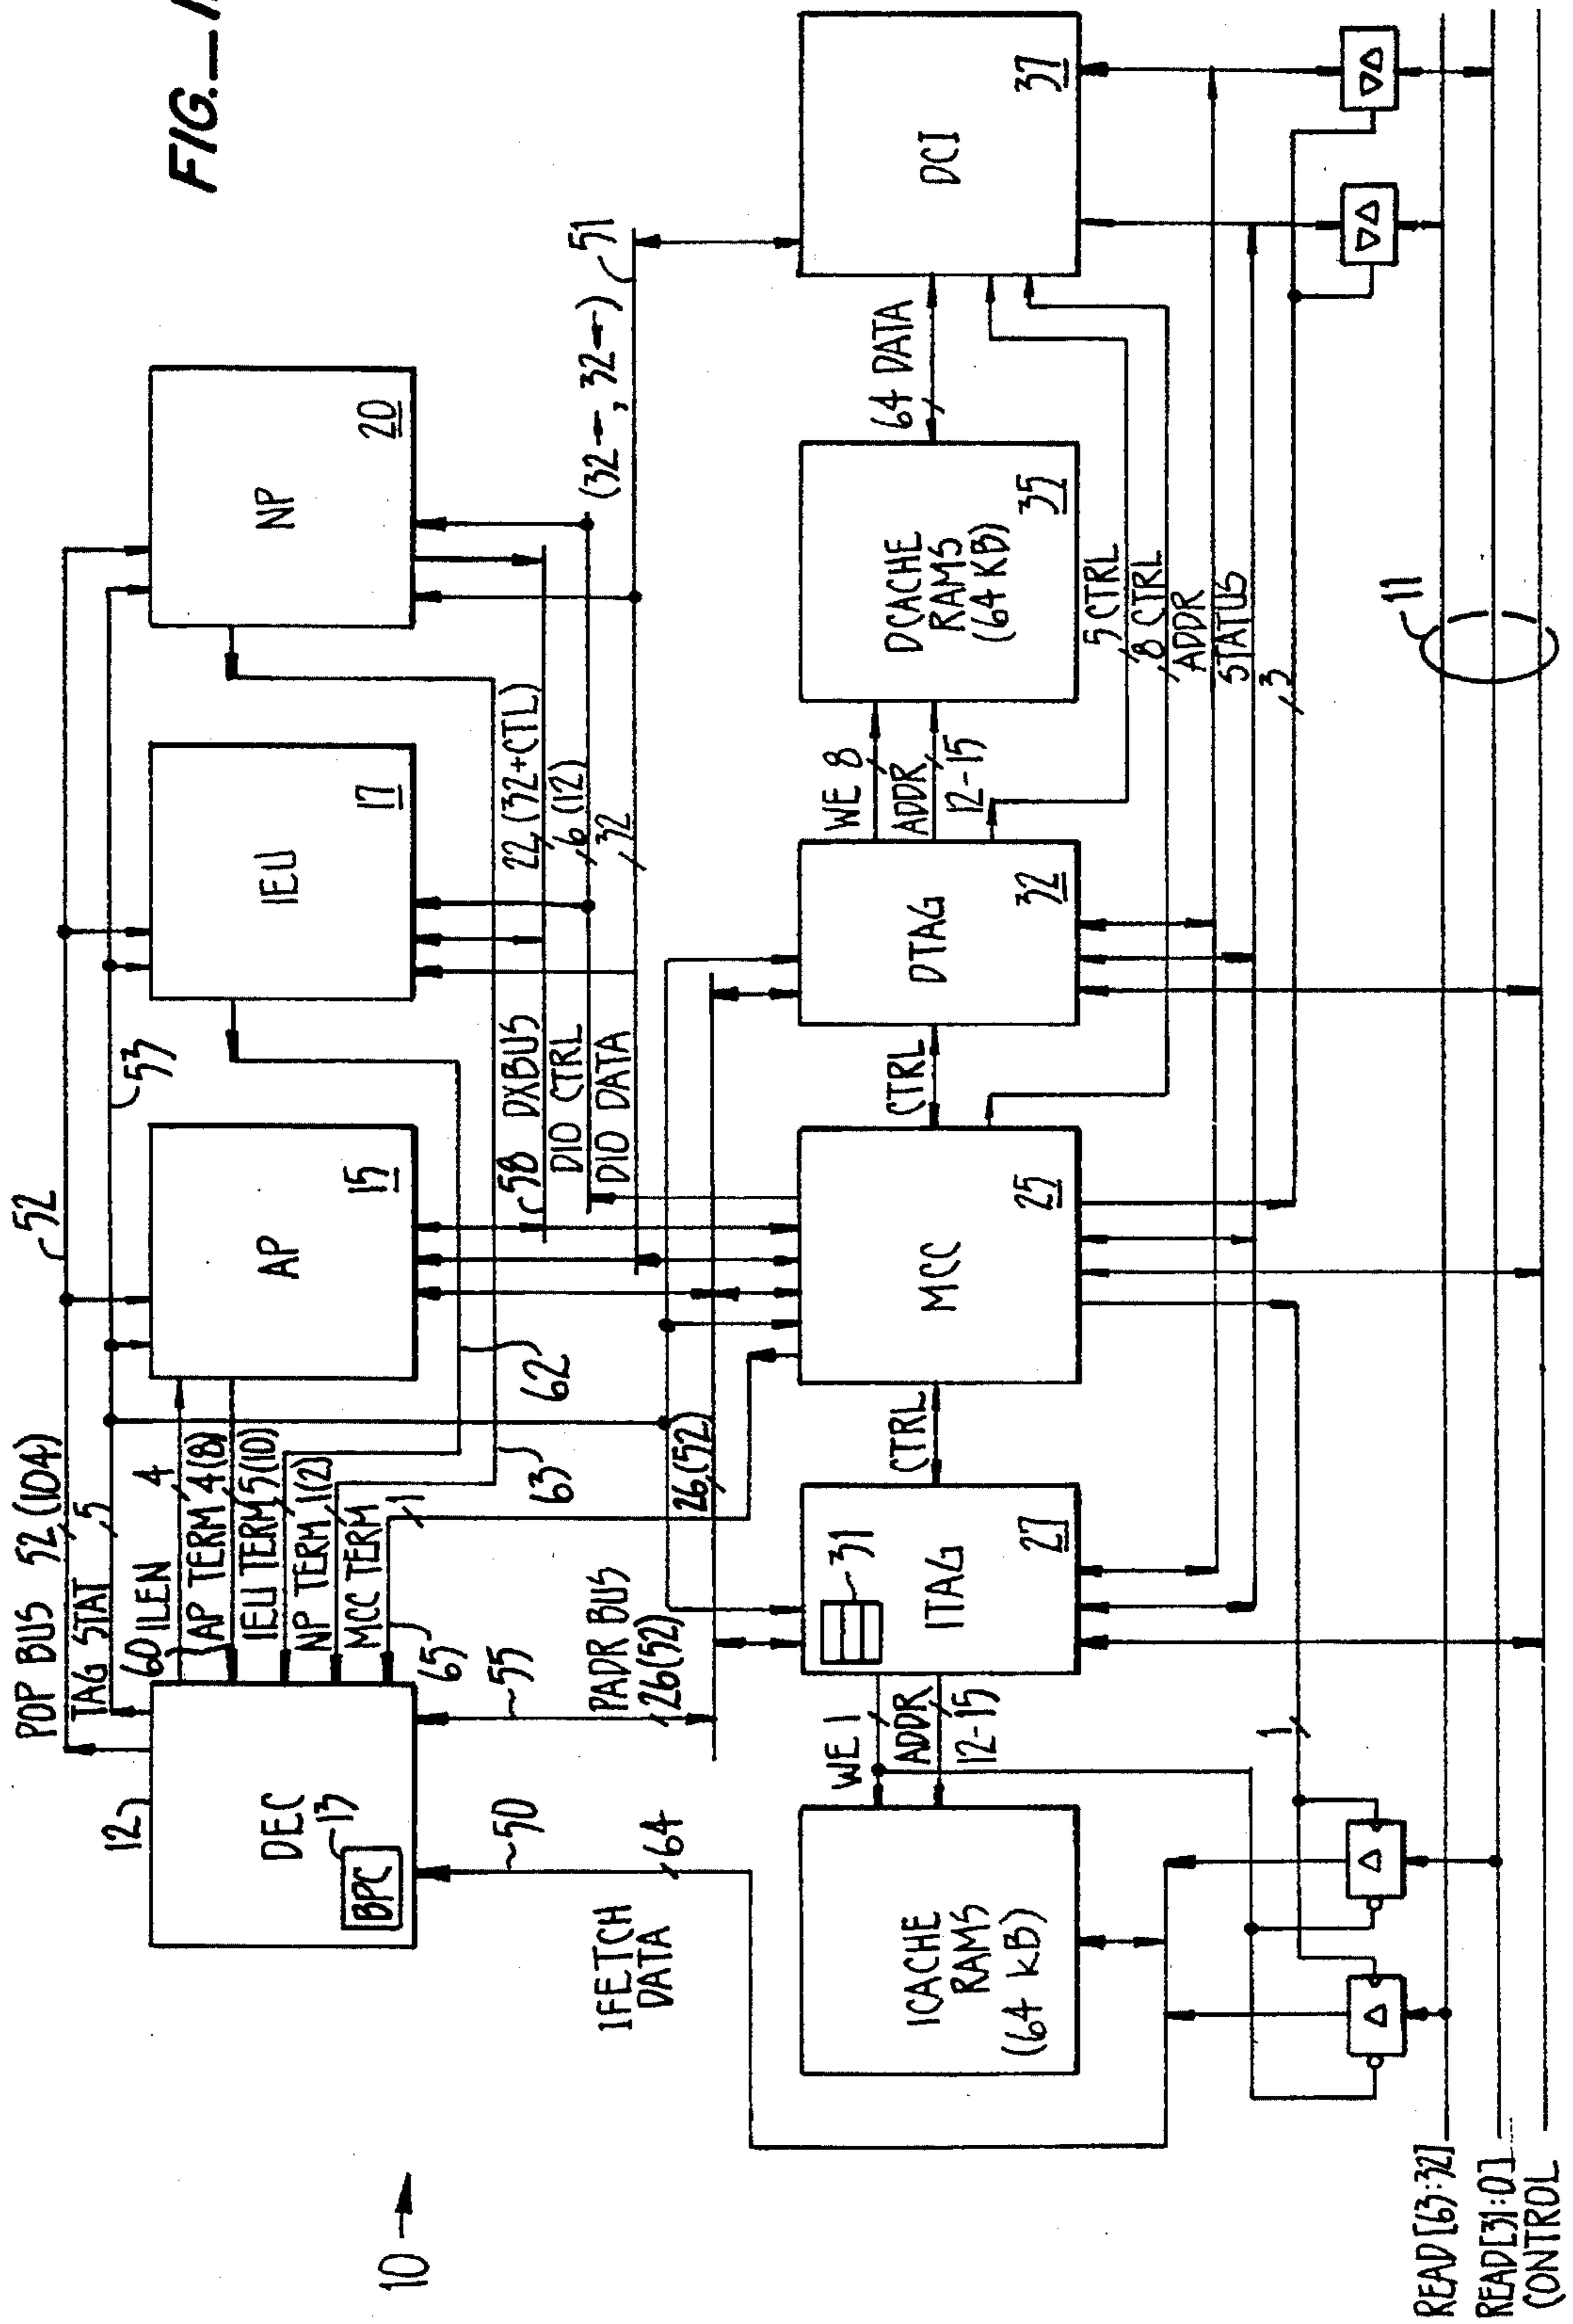 FIG._1
POP BUS 52 (104)
TAG STAT 5
52
53
12
DEC
13
BPC
60 ILEN 4
AP TERM 4(8)
IEU TERM 5(10)
NP TERM 1(2)
MCC TERM 1
65
AP
15
IEU
17
NP
20
62
63
58 DXBUS 22 (32+CTL)
DIO CTRL 6 (12)
DIO DATA 32
(32←, 32→)
51
IFETCH
DATA
50
64
55
PADR BUS
26(52)
26(52)
ICACHE
RAMS
(64 KB)
WE 1
ADDR
12-15
31
ITAG
27
CTRL
MCC
25
CTRL
DTAG
32
WE 8
ADDR
12-15
DCACHE
RAMS
(64 KB)
35
64 DATA
DCI
37
5 CTRL
8 CTRL
ADDR
STATUS
3
1
11
10
READ[63:32]
READ[31:0]
CONTROL